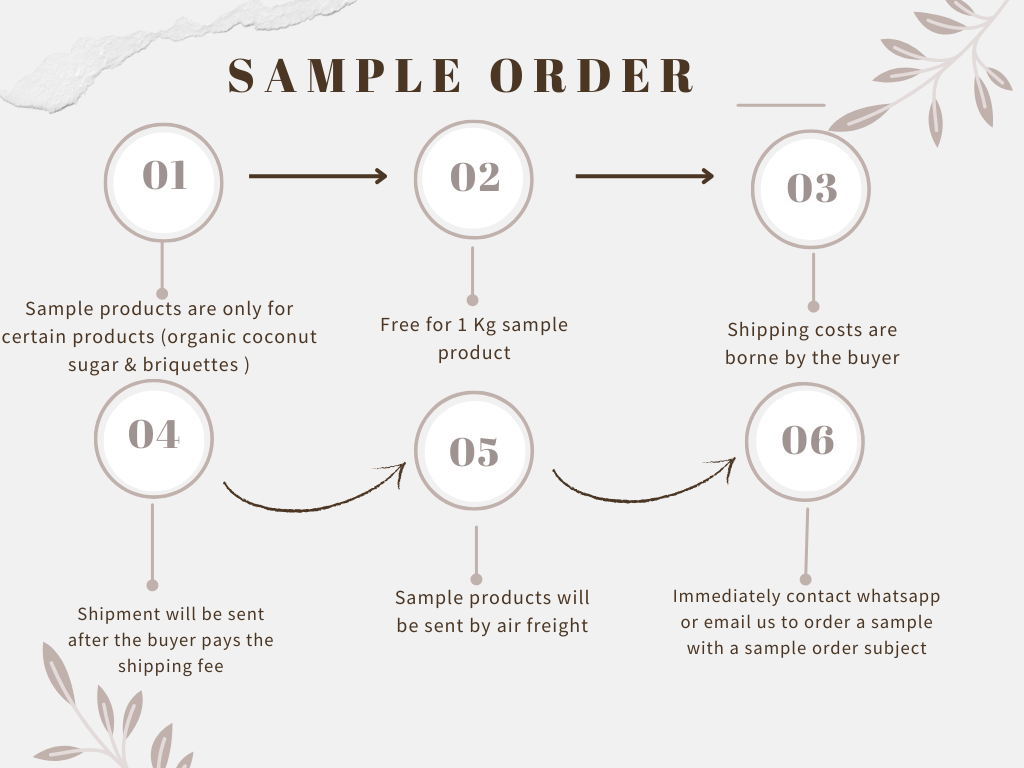 SAMPLE ORDER
01
Sample products are only for
certain products (organic coconut
sugar & briquettes )
02
Free for 1 Kg sample
product
03
Shipping costs are
borne by the buyer
04
Shipment will be sent
after the buyer pays the
shipping fee
05
Sample products will
be sent by air freight
06
Immediately contact whatsapp
or email us to order a sample
with a sample order subject